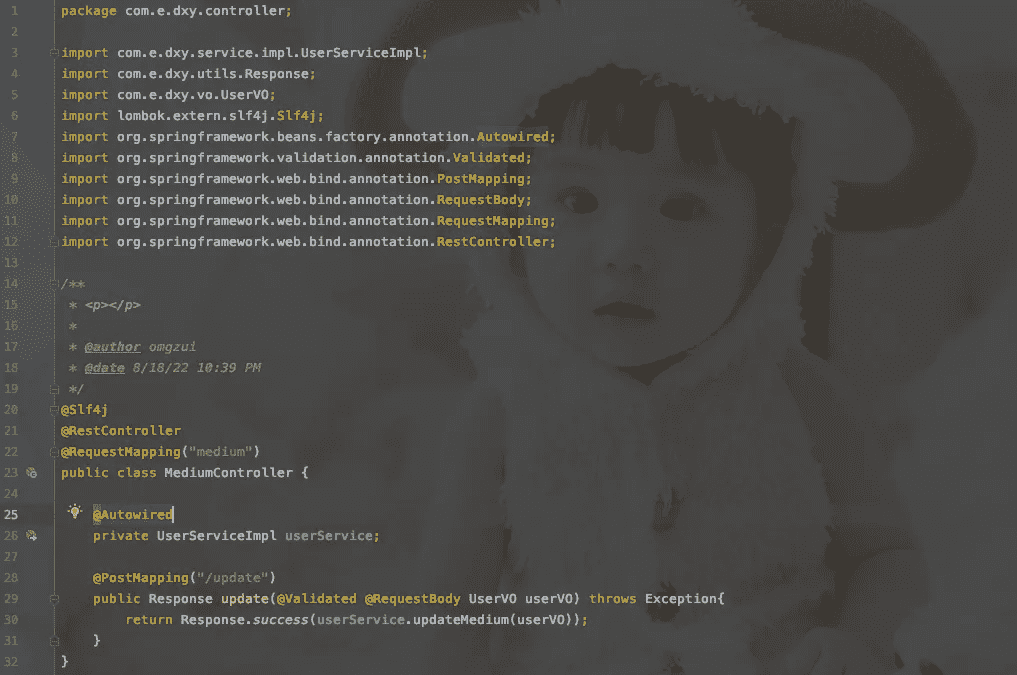 1 package com.e.dxy.controller;
2
3 import com.e.dxy.service.impl.UserServiceImpl;
4 import com.e.dxy.utils.Response;
5 import com.e.dxy.vo.UserVO;
6 import lombok.extern.slf4j.Slf4j;
7 import org.springframework.beans.factory.annotation.Autowired;
8 import org.springframework.validation.annotation.Validated;
9 import org.springframework.web.bind.annotation.PostMapping;
10 import org.springframework.web.bind.annotation.RequestBody;
11 import org.springframework.web.bind.annotation.RequestMapping;
12 import org.springframework.web.bind.annotation.RestController;
13
14 /**
15  * <p></p>
16  *
17  * @author omgzui
18  * @date 8/18/22 10:39 PM
19  */
20 @Slf4j
21 @RestController
22 @RequestMapping("medium")
23 public class MediumController {
24
25     @Autowired
26     private UserServiceImpl userService;
27
28     @PostMapping("/update")
29     public Response update(@Validated @RequestBody UserVO userVO) throws Exception{
30         return Response.success(userService.updateMedium(userVO));
31     }
32 }